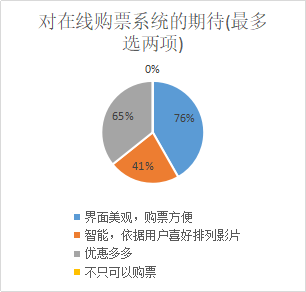 对在线购票系统的期待(最多
选两项)
0%
65%
76%
41%
界面美观，购票方便
智能，依据用户喜好排列影片
优惠多多
不只可以购票